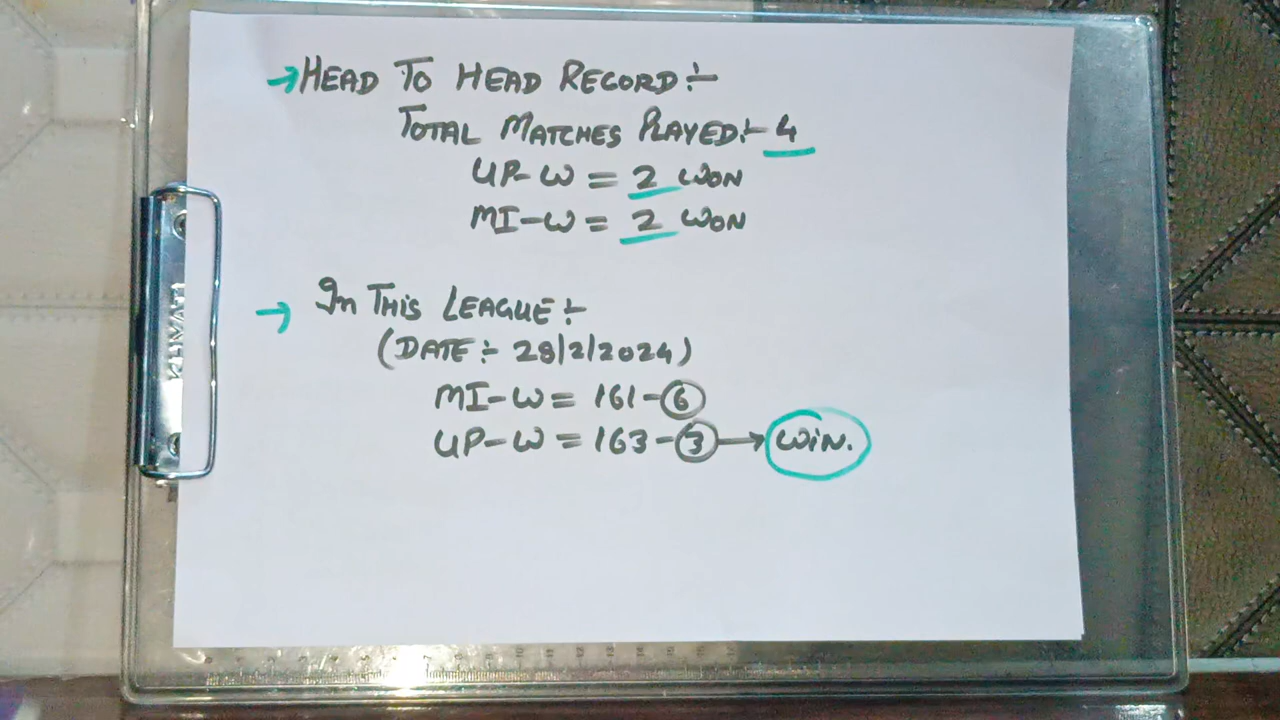 →HEAD TO HEAD RECORD:-
TOTAL MATCHES PLAYED:- 4
UP-W = 2 WON
MI-W = 2 WON
→ In This LEAGUE:-
(DATE:- 28/2/2024)
MI-W = 161-6
UP-W = 163-3→WiN.